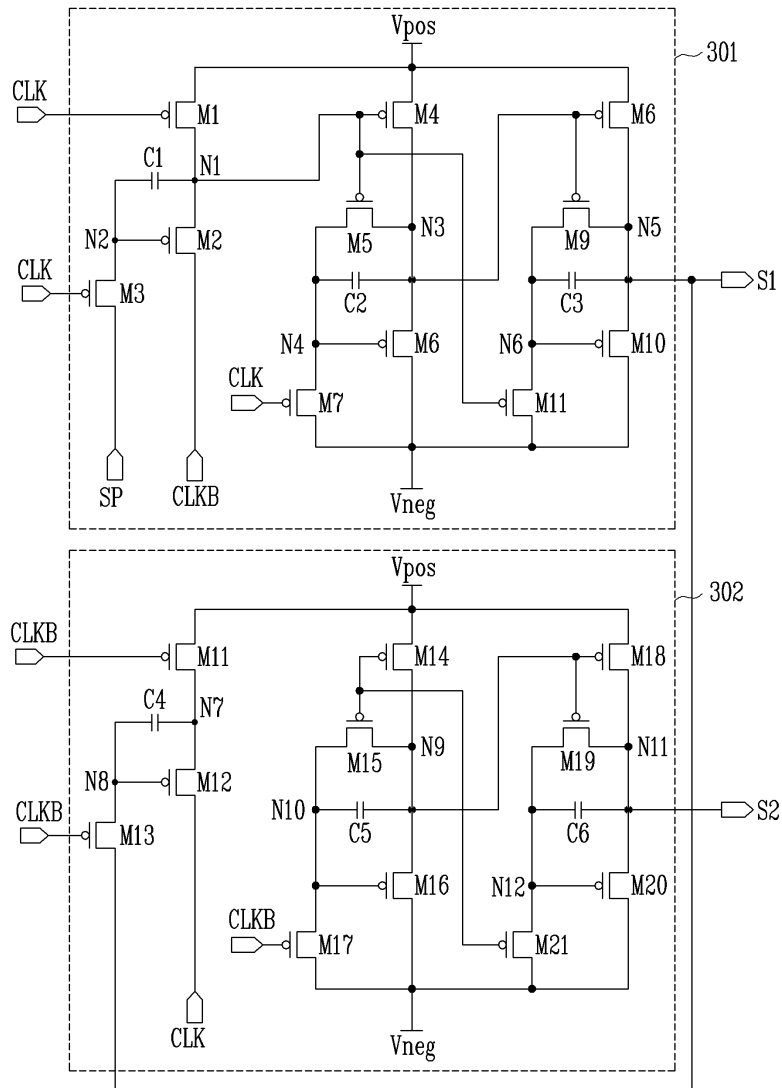 Vpos
301
CLK
M1
M4
M6
C1
N1
N2
M2
M5
N3
M9
N5
CLK
M3
C2
C3
S1
N4
M6
N6
M10
CLK
M7
M11
SP
CLKB
Vneg
Vpos
302
CLKB
M11
M14
M18
C4
N7
N8
M12
M15
N9
M19
N11
CLKB
M13
N10
C5
C6
S2
M16
N12
M20
CLKB
M17
M21
CLK
Vneg